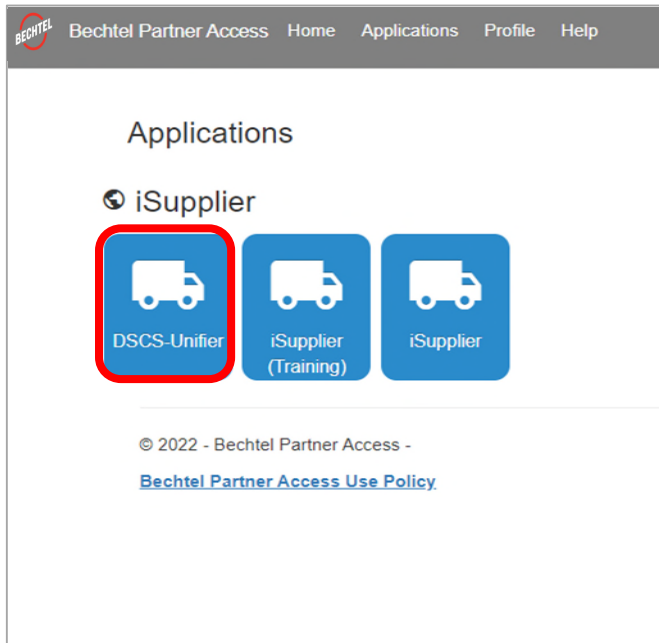 BECHTEL
Bechtel Partner Access Home Applications Profile Help
Applications
iSupplier
DSCS-Unifier
iSupplier
(Training)
iSupplier
© 2022 - Bechtel Partner Access -
Bechtel Partner Access Use Policy